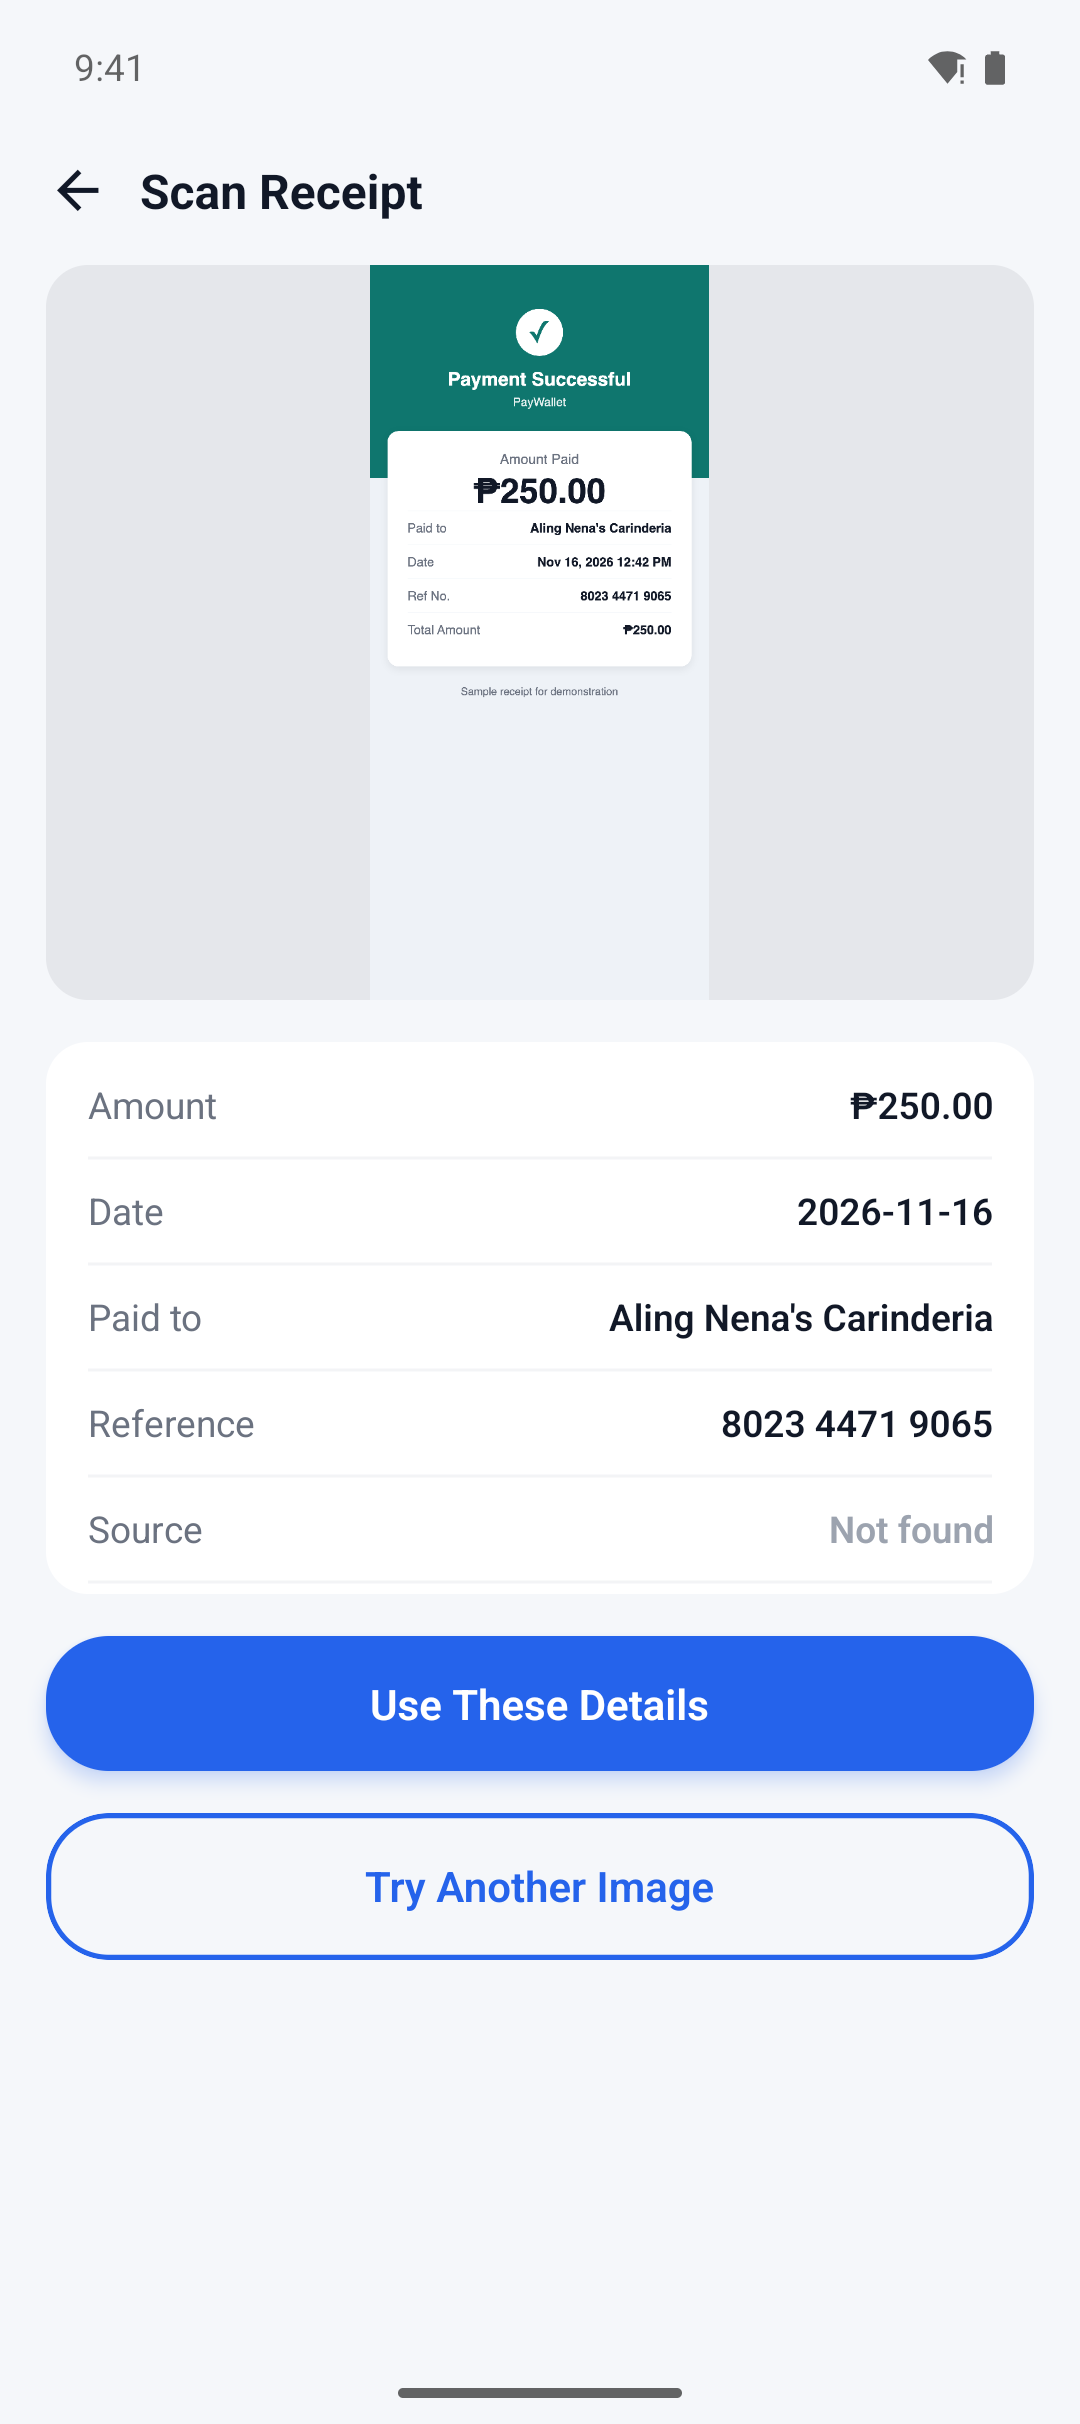 9:41
Scan Receipt
Payment Successful
PayWallet
Amount Paid
₱250.00
Paid to Aling Nena's Carinderia
Date Nov 16, 2026 12:42 PM
Ref No. 8023 4471 9065
Total Amount ₱250.00
Sample receipt for demonstration
Amount ₱250.00
Date 2026-11-16
Paid to Aling Nena's Carinderia
Reference 8023 4471 9065
Source Not found
Use These Details
Try Another Image